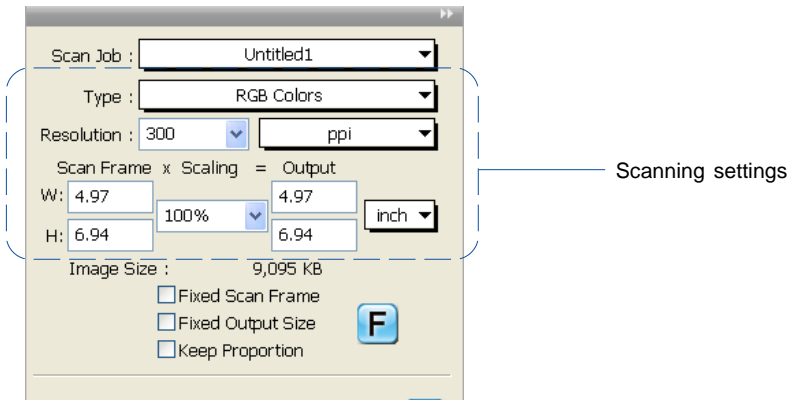 Scan Job : Untitled1
Type : RGB Colors
Resolution : 300 ppi
Scan Frame x Scaling = Output
W: 4.97 100% 4.97 inch
H: 6.94 6.94
Image Size : 9,095 KB
Fixed Scan Frame
Fixed Output Size
Keep Proportion
F
Scanning settings